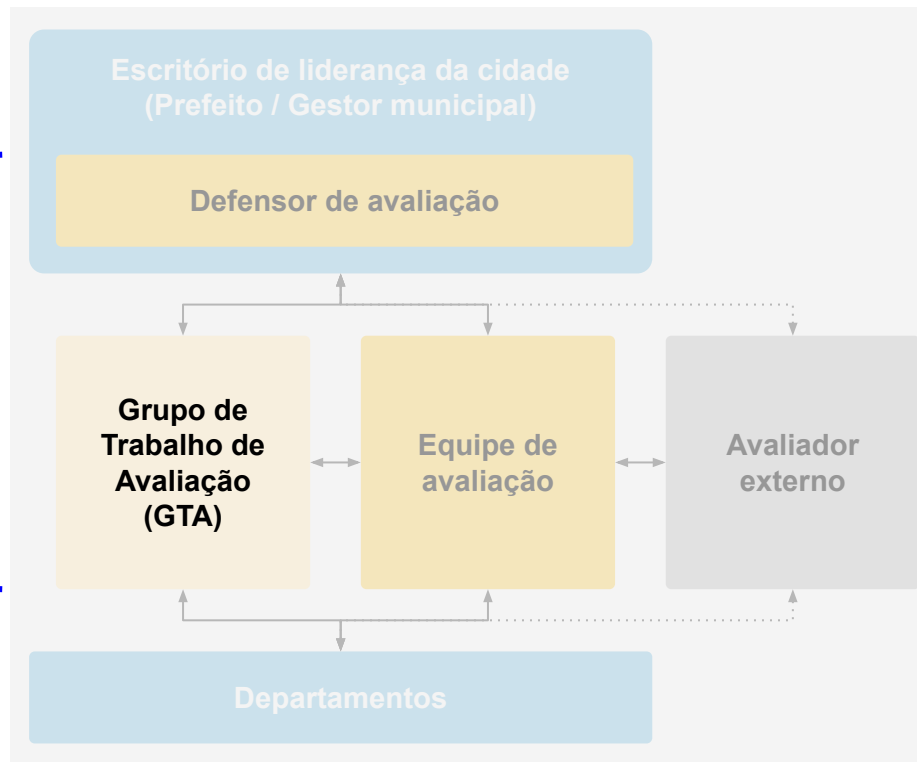 Escritório de liderança da cidade
(Prefeito / Gestor municipal)
Defensor de avaliação
Grupo de
Trabalho de
Avaliação
(GTA)
Equipe de
avaliação
Avaliador
externo
Departamentos